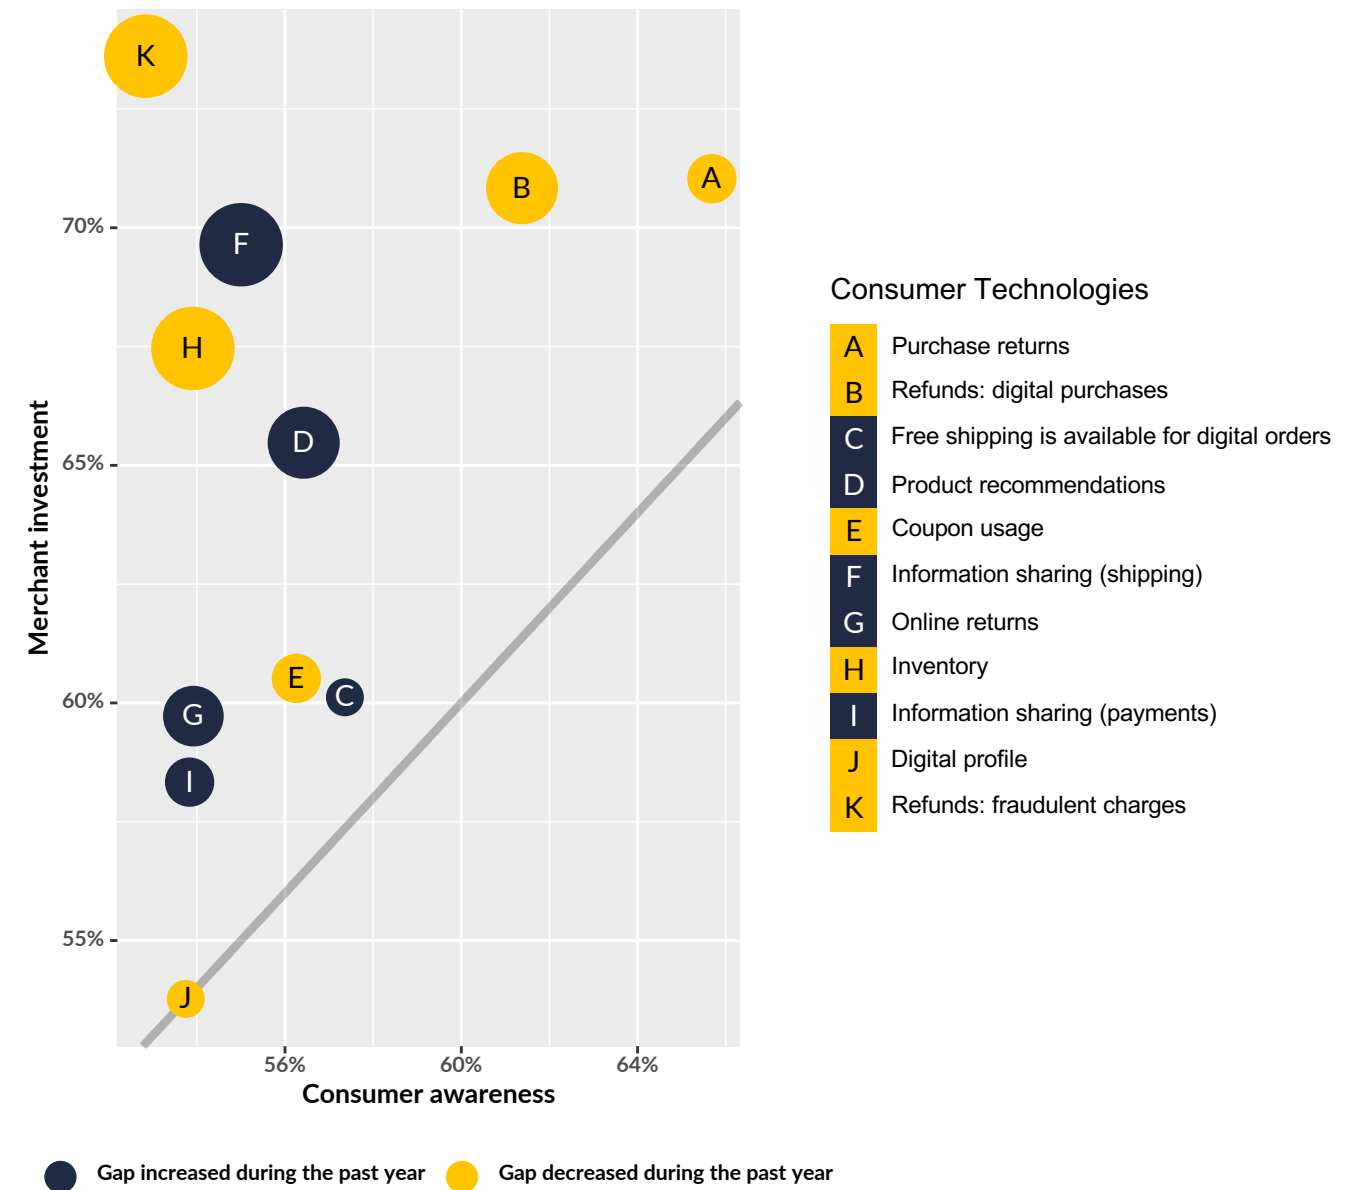 K
B
A
70%
F
H
D
65%
Merchant investment
E
C
60%
G
I
55%
J
56% 60% 64%
Consumer awareness
Consumer Technologies
A Purchase returns
B Refunds: digital purchases
C Free shipping is available for digital orders
D Product recommendations
E Coupon usage
F Information sharing (shipping)
G Online returns
H Inventory
I Information sharing (payments)
J Digital profile
K Refunds: fraudulent charges
Gap increased during the past year Gap decreased during the past year